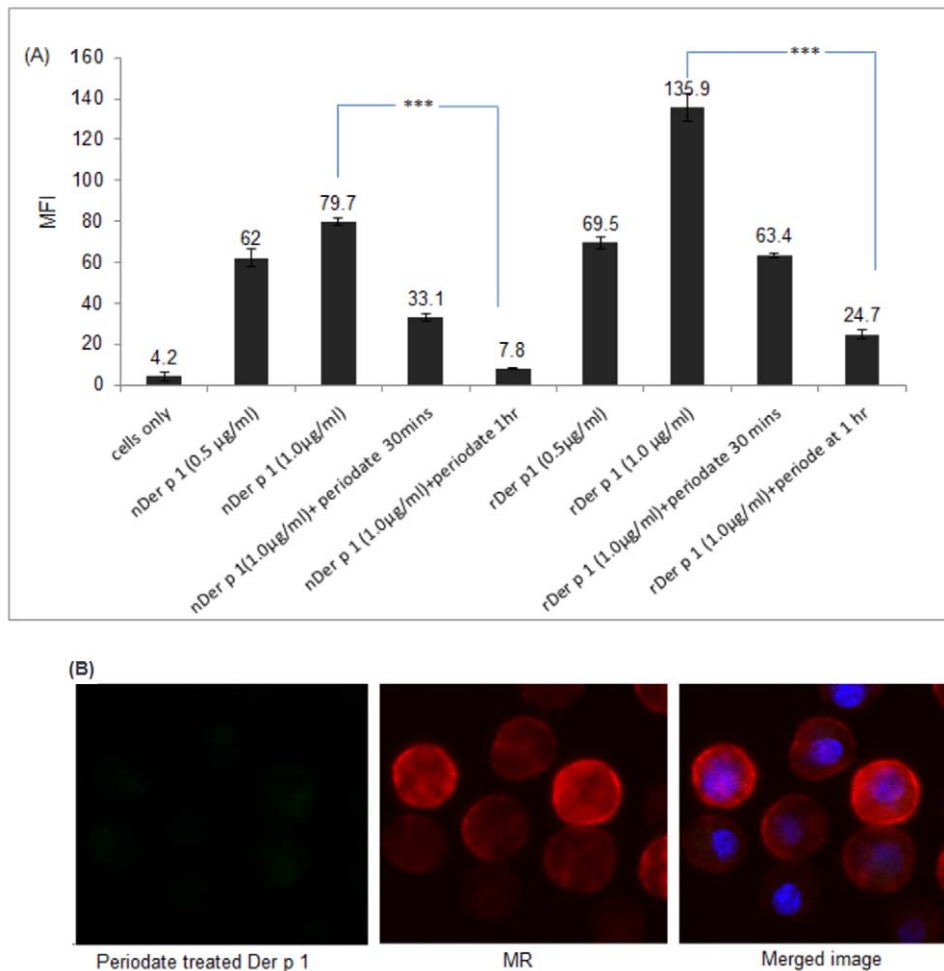 (A)
160
140
120
100
80
60
40
20
0
MFI
4.2
62
79.7
33.1
7.8
69.5
135.9
63.4
24.7
***
***
cells only
nDer p 1 (0.5 µg/ml)
nDer p 1 (1.0µg/ml)
nDer p 1(1.0µg/ml)+ periodate 30mins
nDer p 1 (1.0µg/ml)+periodate 1hr
rDer p1 (0.5µg/ml)
rDer p 1 (1.0 µg/ml)
rDer p 1 (1.0µg/ml)+periodate 30 mins
rDer p 1 (1.0µg/ml)+periode at 1 hr
(B)
Periodate treated Der p 1
MR
Merged image